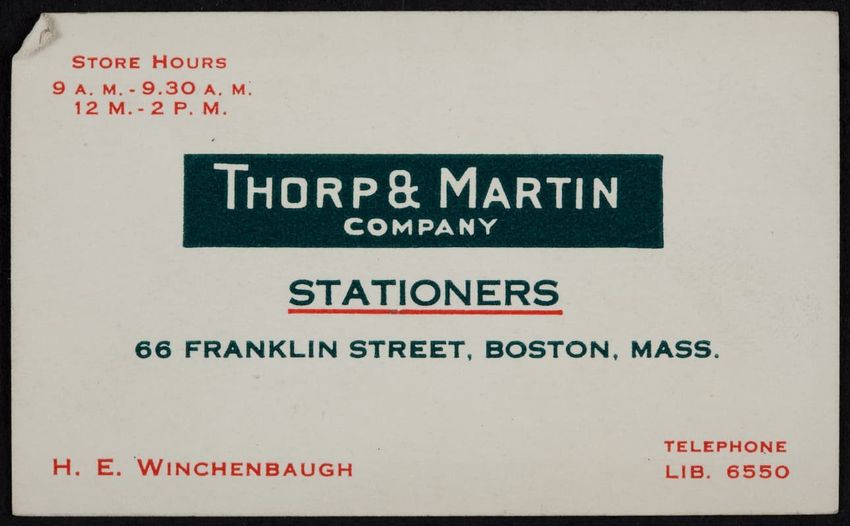 STORE HOURS
9 A. M. - 9.30 A. M.
12 M. - 2 P. M.
THORP & MARTIN
COMPANY
STATIONERS
66 FRANKLIN STREET, BOSTON, MASS.
H. E. WINCHENBAUGH
TELEPHONE
LIB. 6550